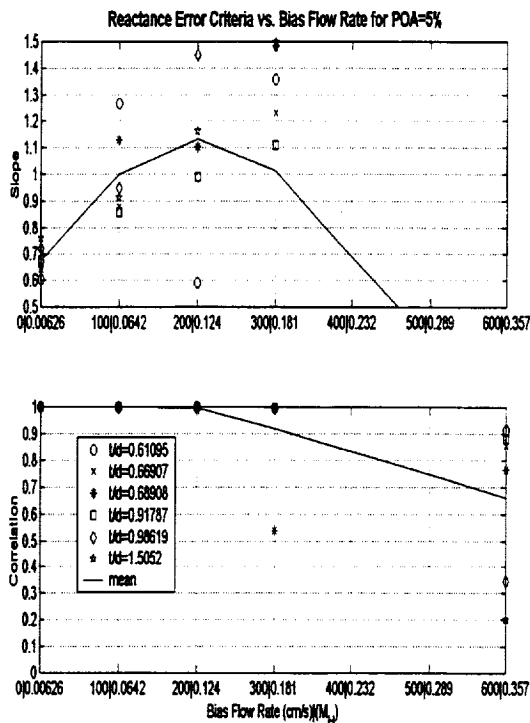 Reactance Error Criteria vs. Bias Flow Rate for POA=5%
1.5
1.4
1.3
1.2
1.1
1
0.9
0.8
0.7
0.6
0.5
Slope
0|0.00626 100|0.0642 200|0.124 300|0.181 400|0.232 500|0.289 600|0.357
1
0.9
0.8
0.7
0.6
0.5
0.4
0.3
0.2
0.1
0
Correlation
t/d=0.61095
t/d=0.66907
t/d=0.68908
t/d=0.91787
t/d=0.98619
t/d=1.5052
mean
0|0.00626 100|0.0642 200|0.124 300|0.181 400|0.232 500|0.289 600|0.357
Bias Flow Rate (cm/s)